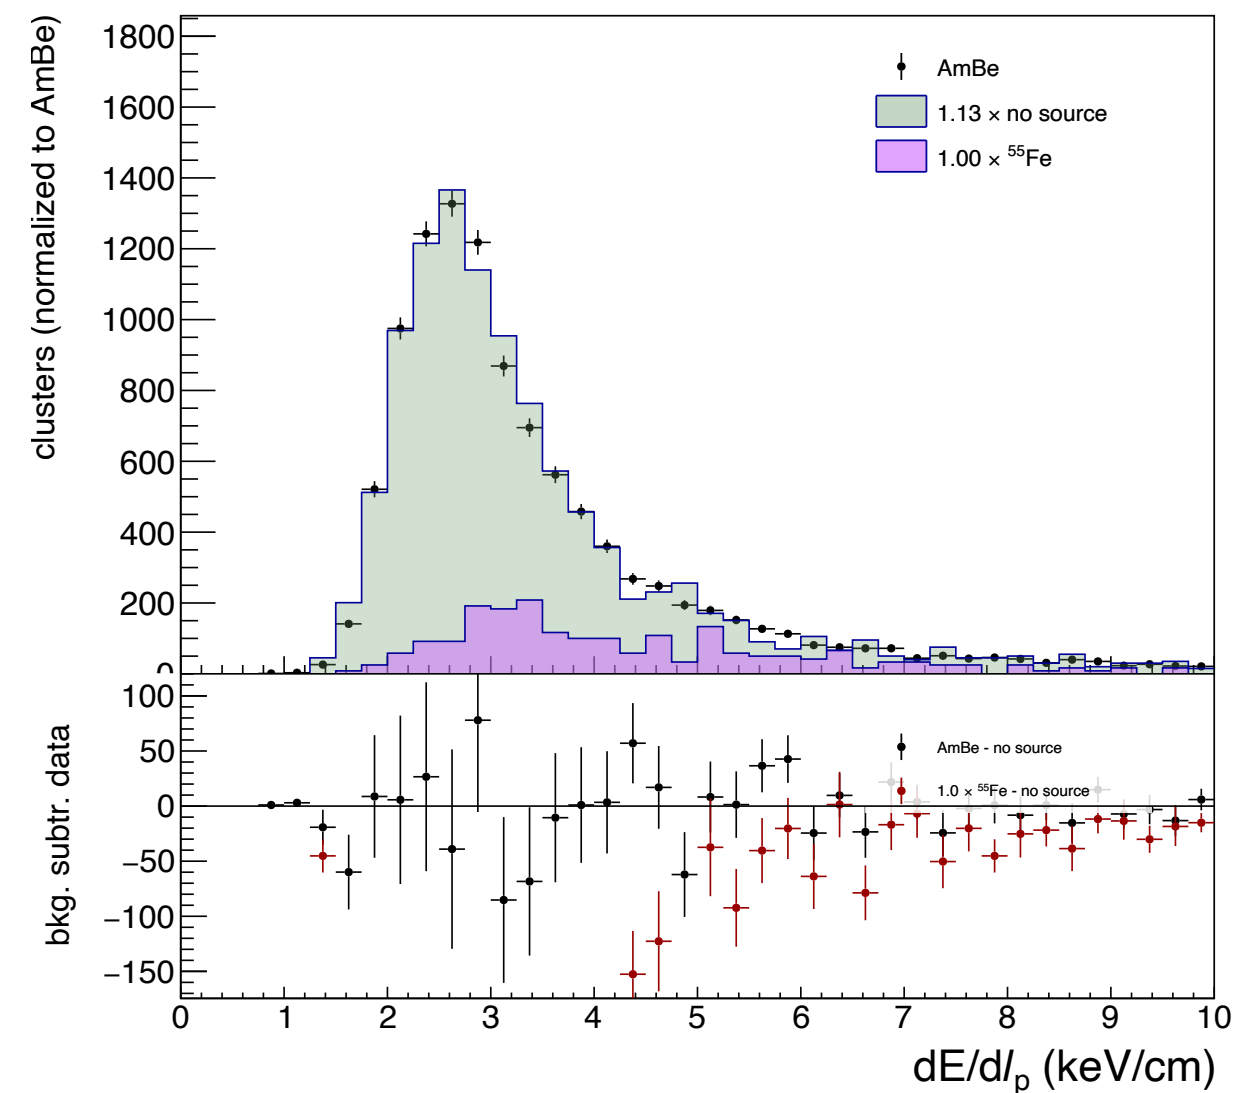 clusters (normalized to AmBe)
1800
1600
1400
1200
1000
800
600
400
200
0
AmBe
1.13 × no source
1.00 × ⁵⁵Fe
bkg. subtr. data
100
50
0
−50
−100
−150
AmBe - no source
1.0 × ⁵⁵Fe - no source
0 1 2 3 4 5 6 7 8 9 10
dE/dlₚ (keV/cm)